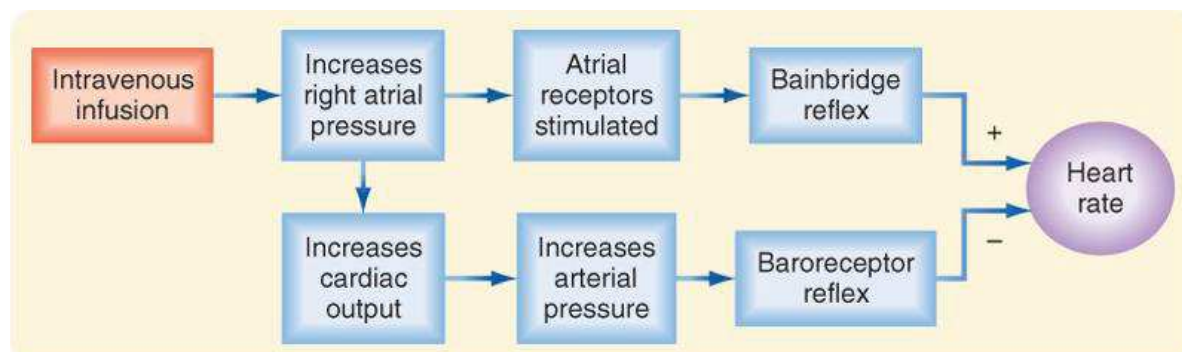 Intravenous
infusion
Increases
right atrial
pressure
Atrial
receptors
stimulated
Bainbridge
reflex
+
Heart
rate
Increases
cardiac
output
Increases
arterial
pressure
Baroreceptor
reflex
−